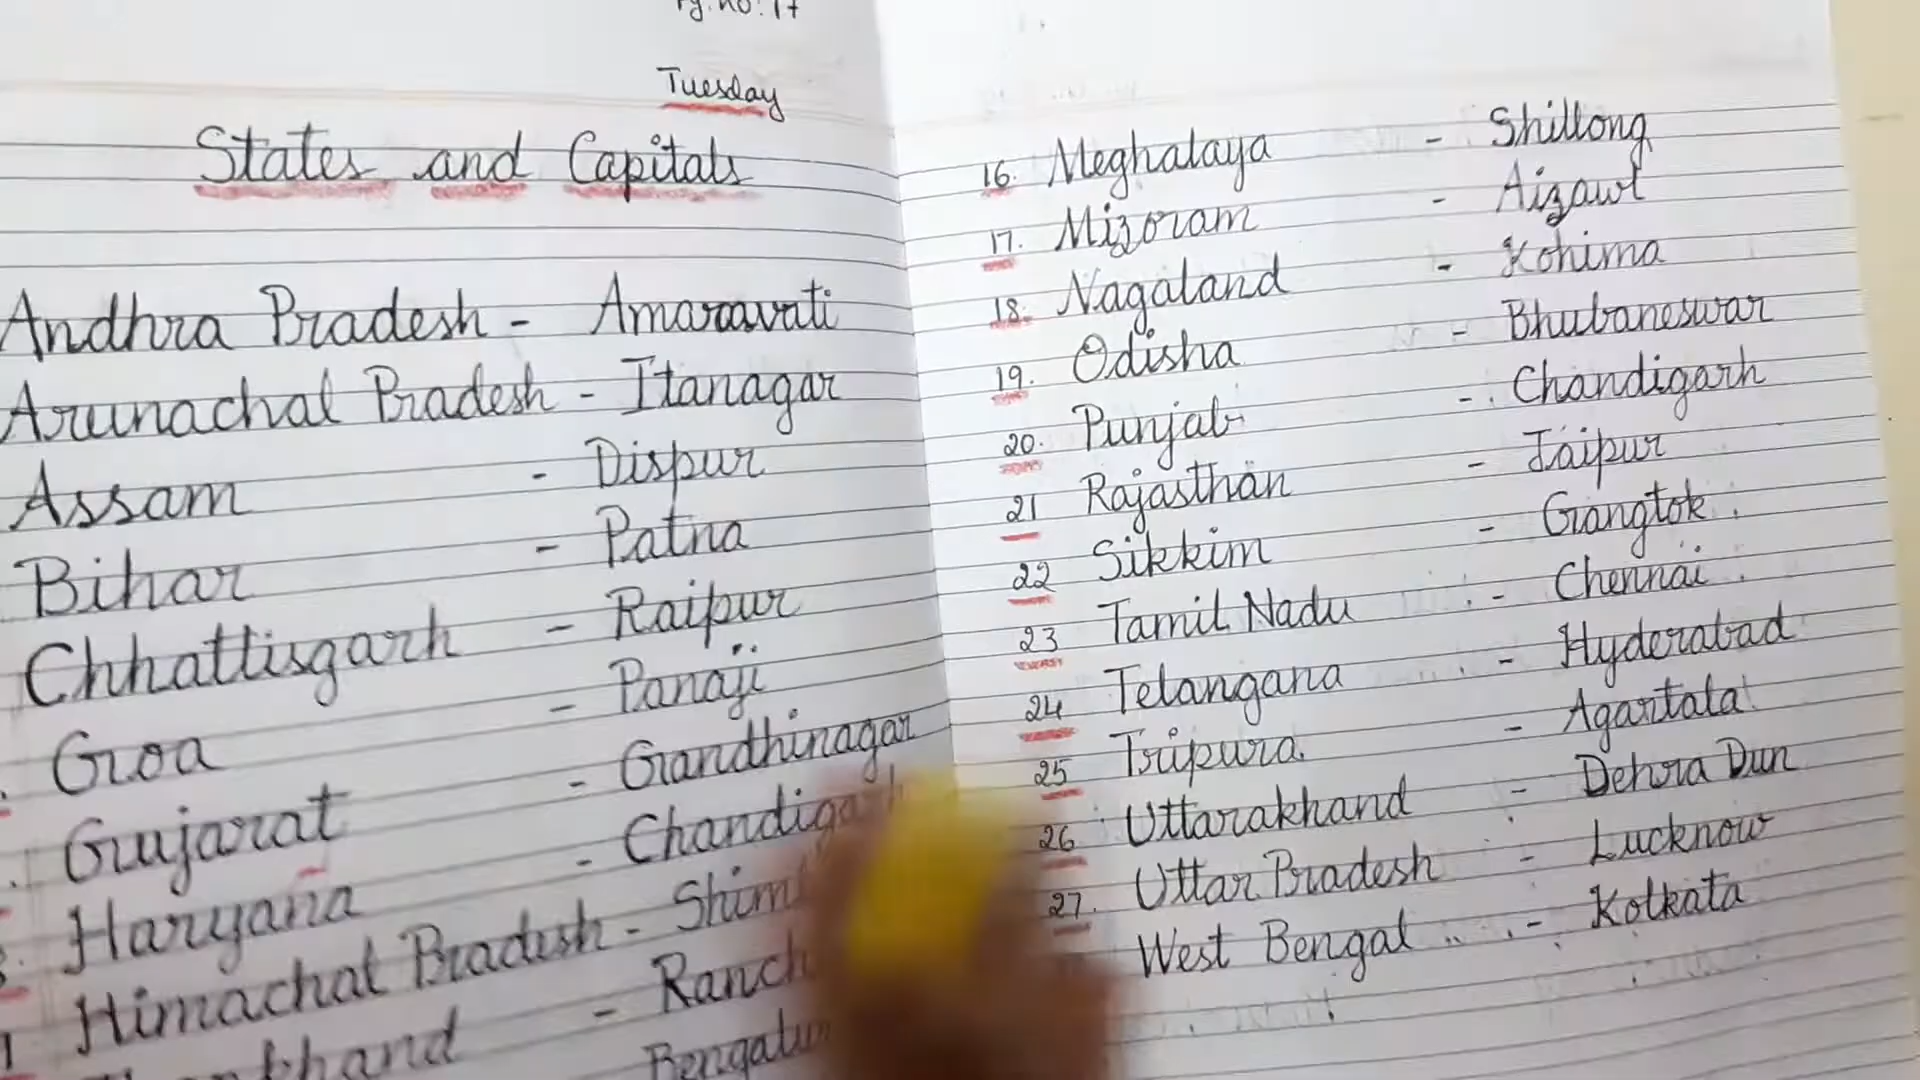 Pg.no:17
Tuesday
States and Capitals
Andhra Pradesh - Amaravati
Arunachal Pradesh - Itanagar
Assam - Dispur
Bihar - Patna
Chhattisgarh - Raipur
Goa - Panaji
Gujarat - Gandhinagar
Haryana - Chandigarh
Himachal Pradesh - Shim
Ranch
16. Meghalaya - Shillong
17. Mizoram - Aizawl
18. Nagaland - Kohima
19. Odisha - Bhubaneswar
20. Punjab - Chandigarh
21 Rajasthan - Jaipur
22 Sikkim - Gangtok
23 Tamil Nadu - Chennai
24 Telangana - Hyderabad
25 Tripura - Agartala
26 Uttarakhand - Dehra Dun
27. Uttar Pradesh - Lucknow
West Bengal - Kolkata